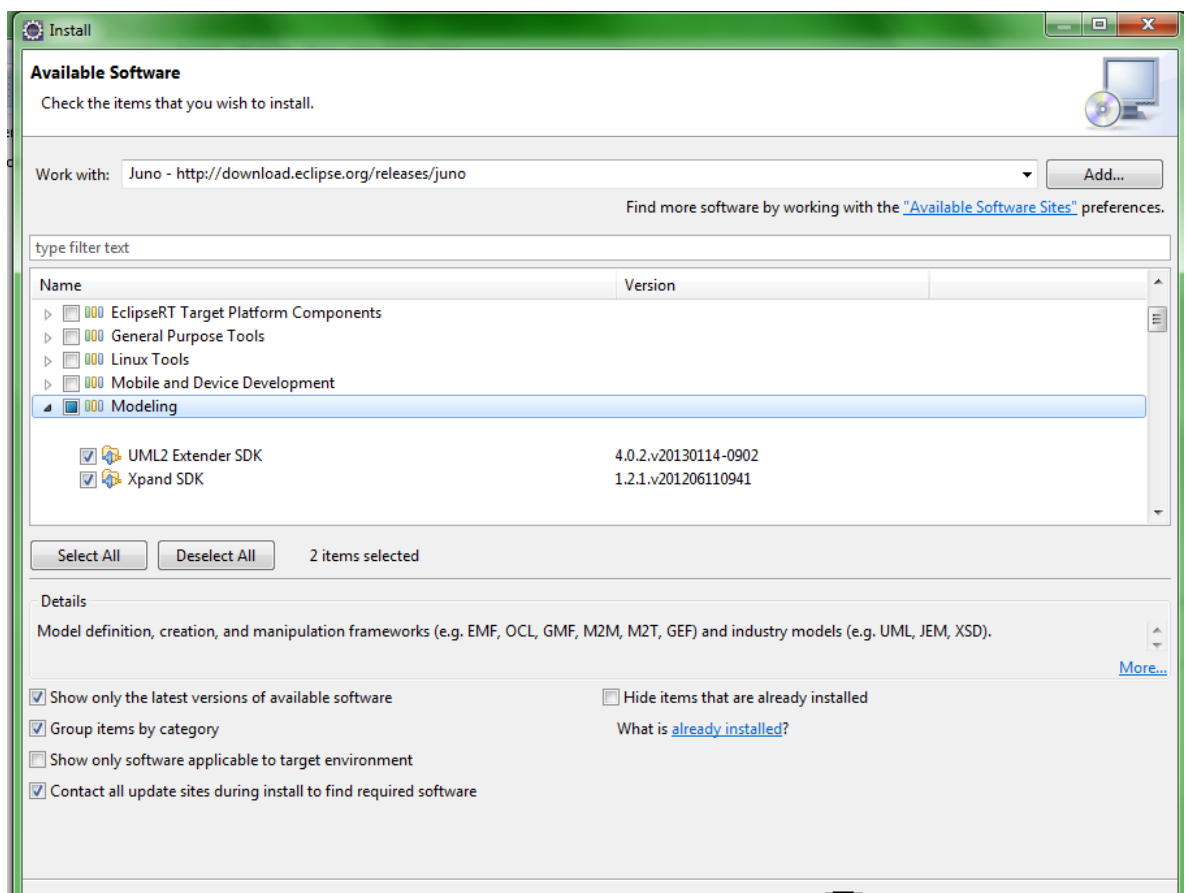 Install
Available Software
Check the items that you wish to install.
Work with: Juno - http://download.eclipse.org/releases/juno Add...
Find more software by working with the "Available Software Sites" preferences.
type filter text
Name Version
EclipseRT Target Platform Components
General Purpose Tools
Linux Tools
Mobile and Device Development
Modeling
UML2 Extender SDK 4.0.2.v20130114-0902
Xpand SDK 1.2.1.v201206110941
Select All Deselect All 2 items selected
Details
Model definition, creation, and manipulation frameworks (e.g. EMF, OCL, GMF, M2M, M2T, GEF) and industry models (e.g. UML, JEM, XSD).
More...
Show only the latest versions of available software Hide items that are already installed
Group items by category What is already installed?
Show only software applicable to target environment
Contact all update sites during install to find required software